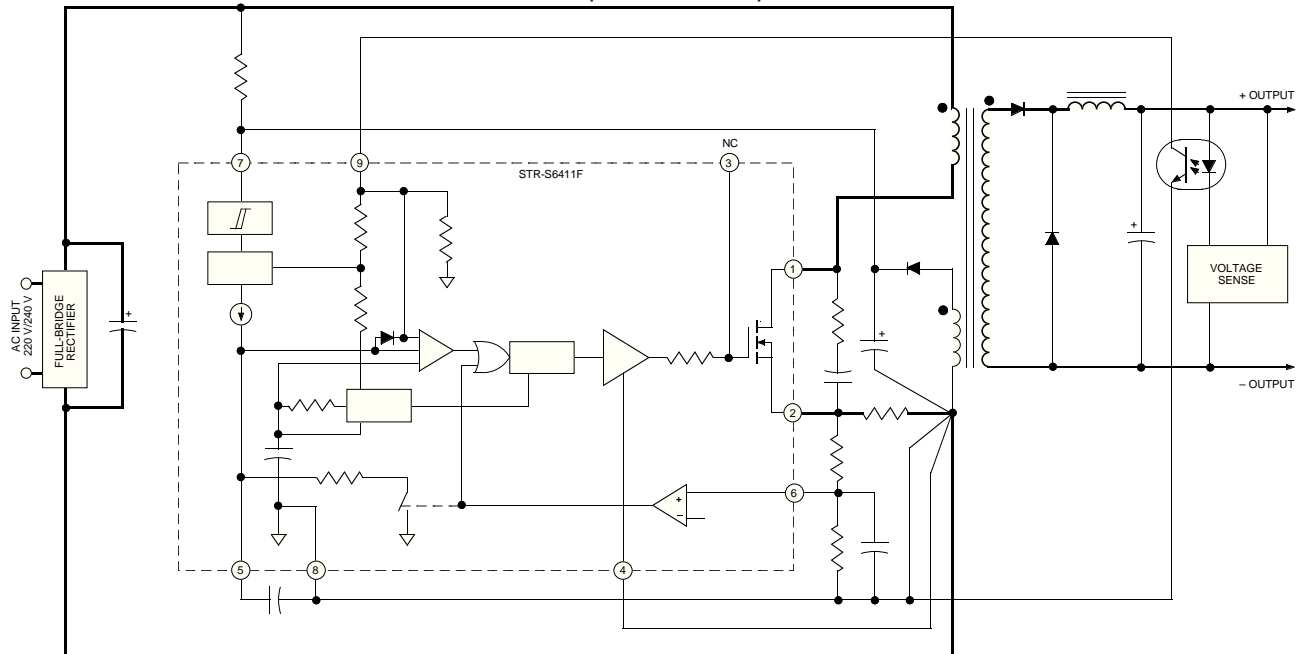 NC
+ OUTPUT
7
9
3
STR-S6411F
1
+
VOLTAGE
SENSE
AC INPUT
220 V/240 V
FULL-BRIDGE
RECTIFIER
+
+
– OUTPUT
2
6
+
–
5
8
4